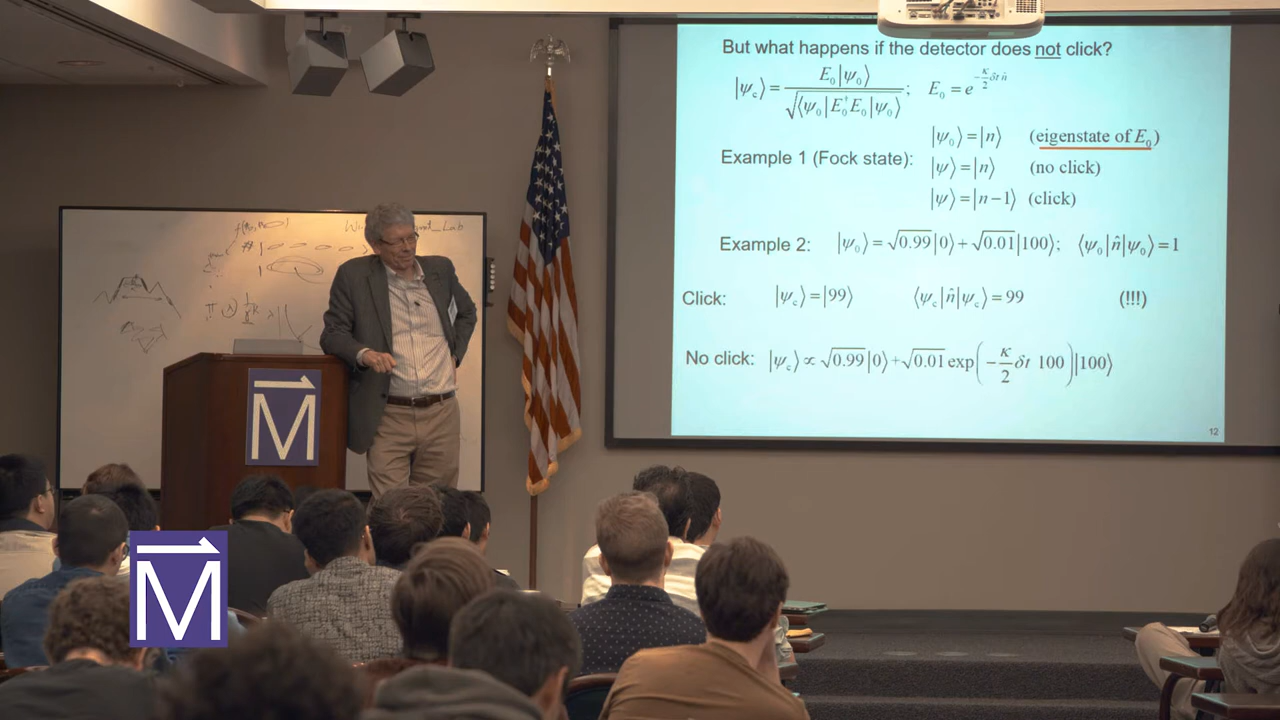 But what happens if the detector does not click?
|ψ_c⟩ = E_0|ψ_0⟩ / √⟨ψ_0|E_0^†E_0|ψ_0⟩ ; E_0 = e^{-κ/2 δt n̂}
|ψ_0⟩ = |n⟩ (eigenstate of E_0)
Example 1 (Fock state): |ψ⟩ = |n⟩ (no click)
|ψ⟩ = |n−1⟩ (click)
Example 2: |ψ_0⟩ = √0.99|0⟩ + √0.01|100⟩; ⟨ψ_0|n̂|ψ_0⟩ = 1
Click: |ψ_c⟩ = |99⟩ ⟨ψ_c|n̂|ψ_c⟩ = 99 (!!!)
No click: |ψ_c⟩ ∝ √0.99|0⟩ + √0.01 exp(−κ/2 δt 100)|100⟩
12
M
M